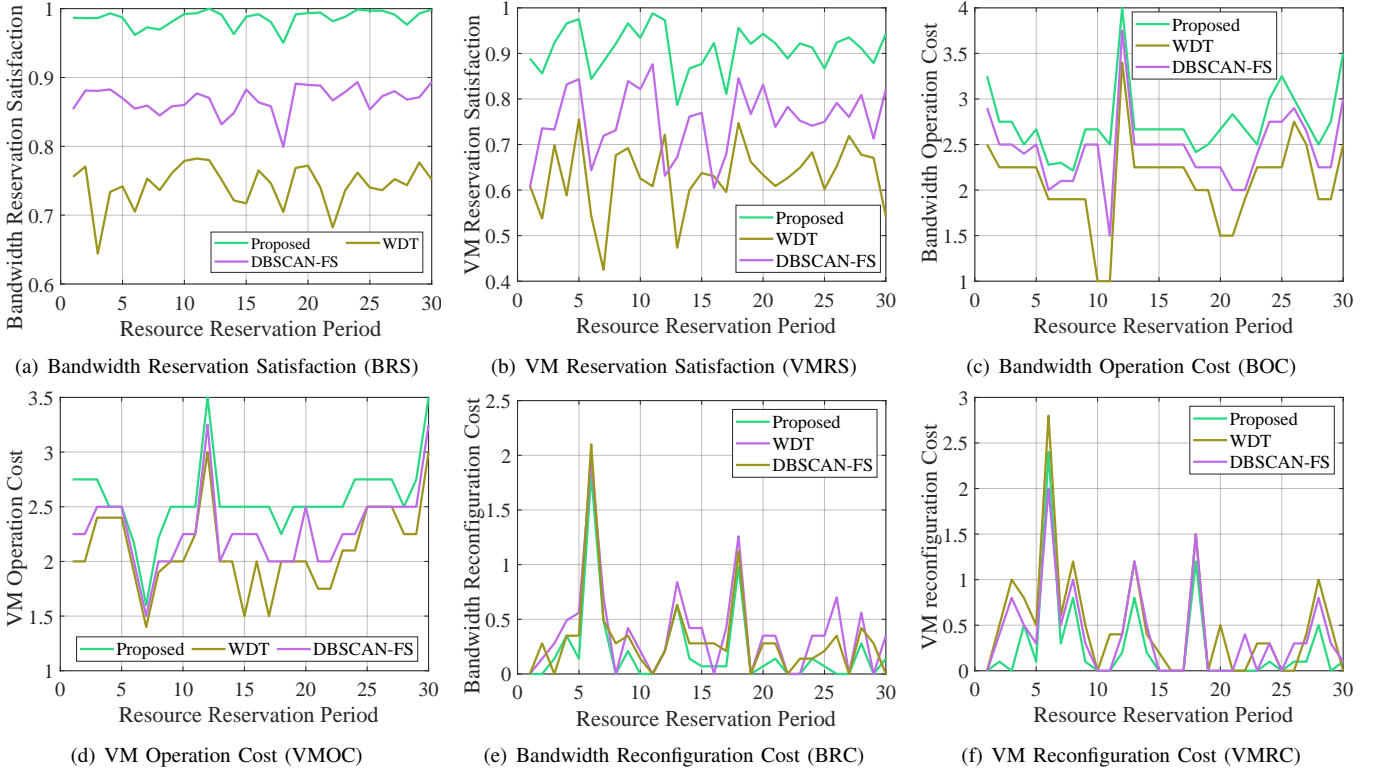 Bandwidth Reservation Satisfaction
1
0.9
0.8
0.7
0.6
0 5 10 15 20 25 30
Resource Reservation Period
Proposed
WDT
DBSCAN-FS
(a) Bandwidth Reservation Satisfaction (BRS)
VM Reservation Satisfaction
1
0.9
0.8
0.7
0.6
0.5
0.4
0 5 10 15 20 25 30
Resource Reservation Period
Proposed
WDT
DBSCAN-FS
(b) VM Reservation Satisfaction (VMRS)
Bandwidth Operation Cost
4
3.5
3
2.5
2
1.5
1
0 5 10 15 20 25 30
Resource Reservation Period
Proposed
WDT
DBSCAN-FS
(c) Bandwidth Operation Cost (BOC)
VM Operation Cost
3.5
3
2.5
2
1.5
1
0 5 10 15 20 25 30
Resource Reservation Period
Proposed WDT DBSCAN-FS
(d) VM Operation Cost (VMOC)
Bandwidth Reconfiguration Cost
2.5
2
1.5
1
0.5
0
0 5 10 15 20 25 30
Resource Reservation Period
Proposed
WDT
DBSCAN-FS
(e) Bandwidth Reconfiguration Cost (BRC)
VM reconfiguration Cost
3
2.5
2
1.5
1
0.5
0
0 5 10 15 20 25 30
Resource Reservation Period
Proposed
WDT
DBSCAN-FS
(f) VM Reconfiguration Cost (VMRC)